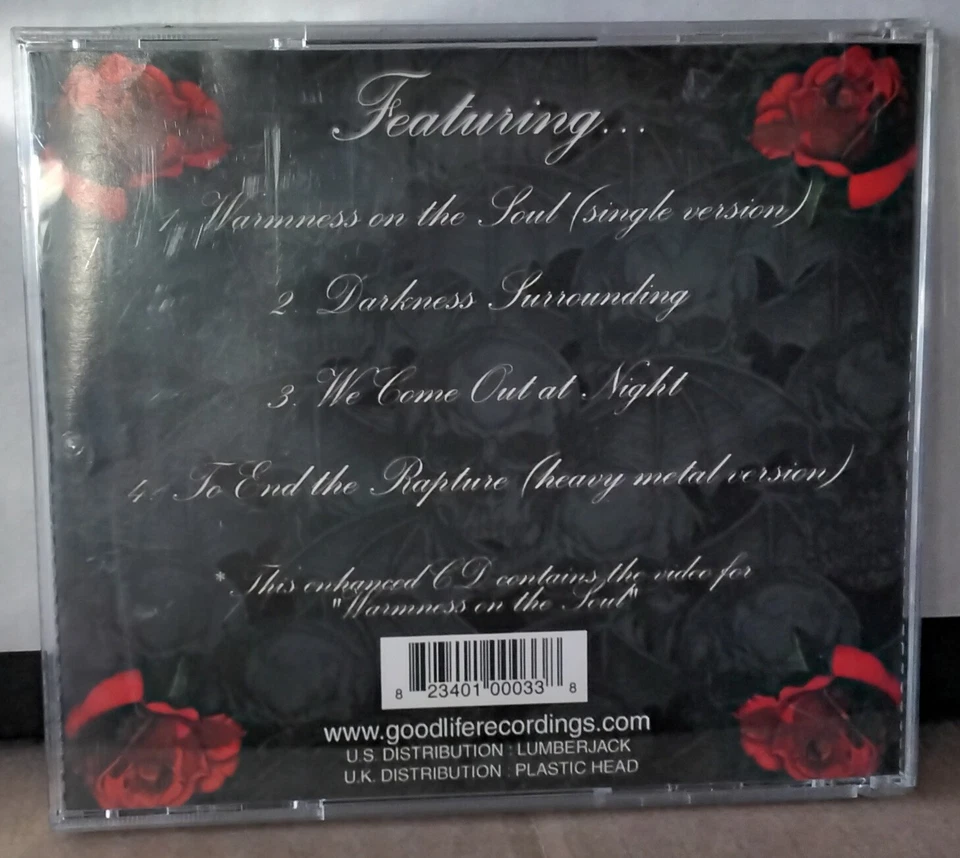 Featuring...
1. Warmness on the Soul (single version)
2. Darkness Surrounding
3. We Come Out at Night
4. To End the Rapture (heavy metal version)
* This enhanced CD contains the video for
"Warmness on the Soul"
8 23401 00033 8
www.goodliferecordings.com
U.S. DISTRIBUTION : LUMBERJACK
U.K. DISTRIBUTION : PLASTIC HEAD